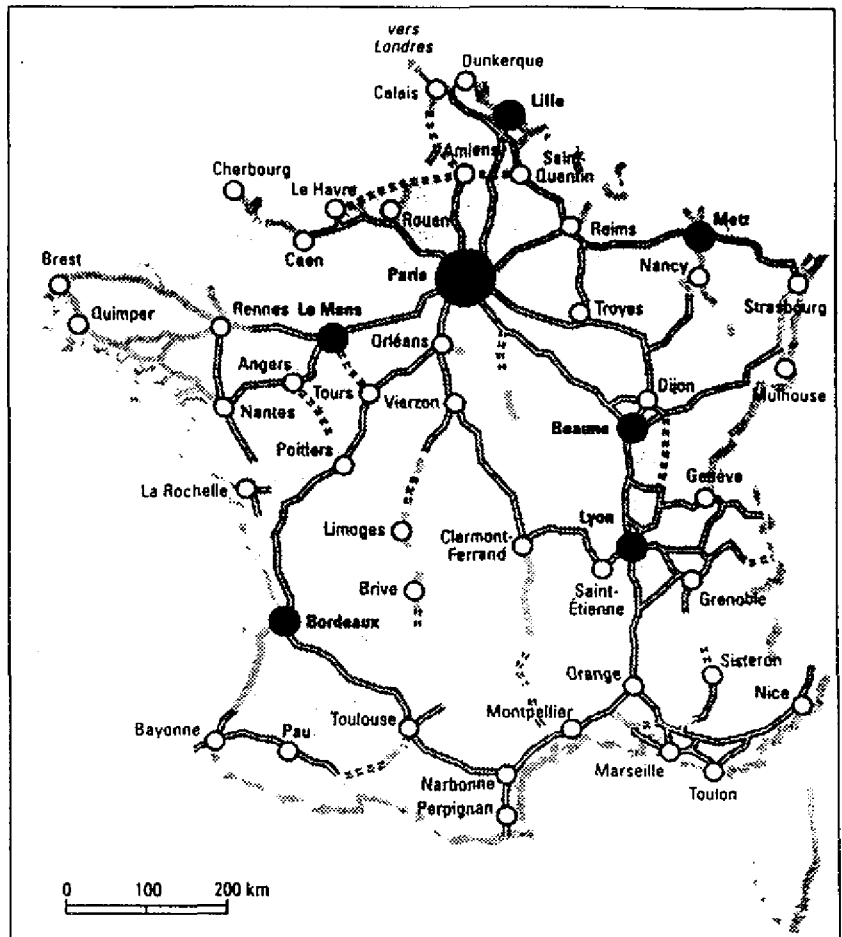 vers
Londres
Dunkerque
Calais
Lille
Amiens
Saint-
Quentin
Cherbourg
Le Havre
Rouen
Reims
Metz
Caen
Paris
Nancy
Brest
Strasbourg
Quimper
Rennes
Le Mans
Troyes
Orléans
Angers
Tours
Vierzon
Dijon
Mulhouse
Nantes
Beaune
Poitiers
La Rochelle
Genève
Limoges
Clermont-
Ferrand
Lyon
Brive
Saint-
Étienne
Grenoble
Bordeaux
Orange
Sisteron
Nice
Bayonne
Pau
Toulouse
Montpellier
Narbonne
Marseille
Perpignan
Toulon
0 100 200 km